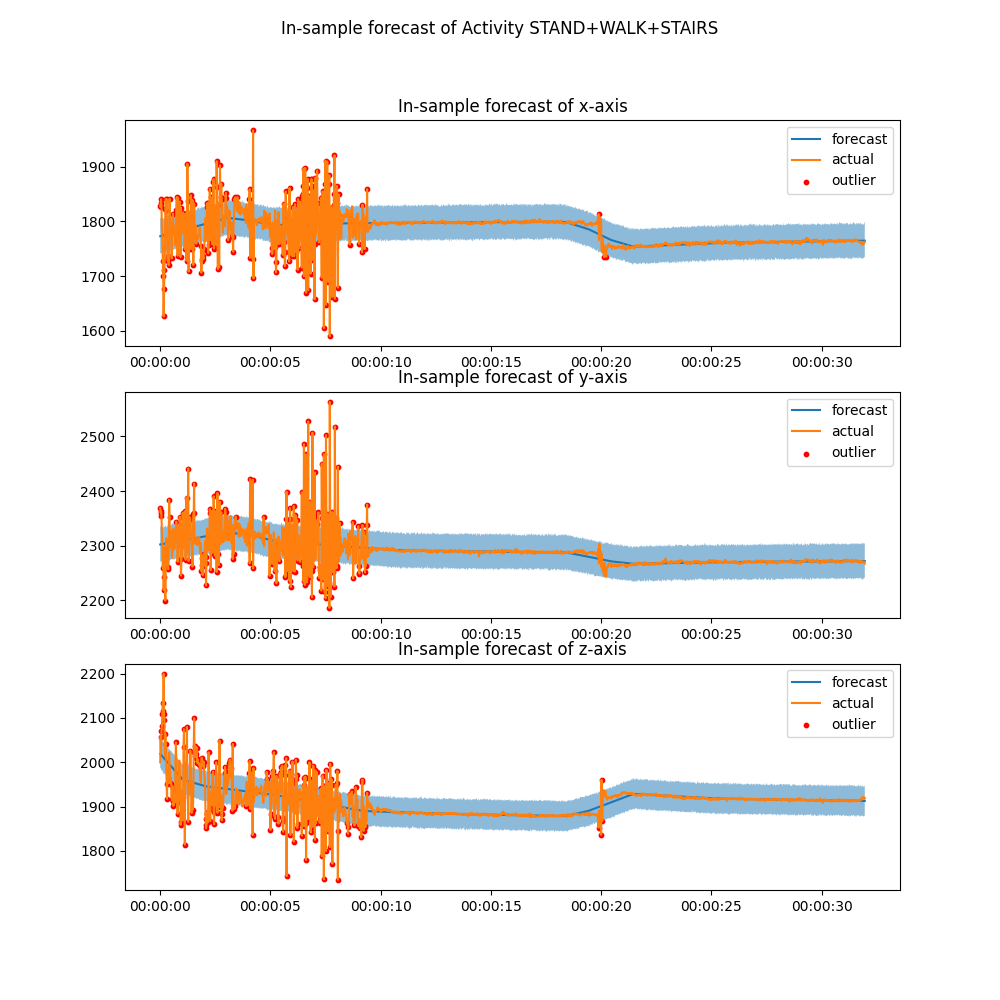 In-sample forecast of Activity STAND+WALK+STAIRS
In-sample forecast of x-axis
forecast
actual
outlier
1900
1800
1700
1600
00:00:00 00:00:05 00:00:10 00:00:15 00:00:20 00:00:25 00:00:30
In-sample forecast of y-axis
forecast
actual
outlier
2500
2400
2300
2200
00:00:00 00:00:05 00:00:10 00:00:15 00:00:20 00:00:25 00:00:30
In-sample forecast of z-axis
forecast
actual
outlier
2200
2100
2000
1900
1800
00:00:00 00:00:05 00:00:10 00:00:15 00:00:20 00:00:25 00:00:30